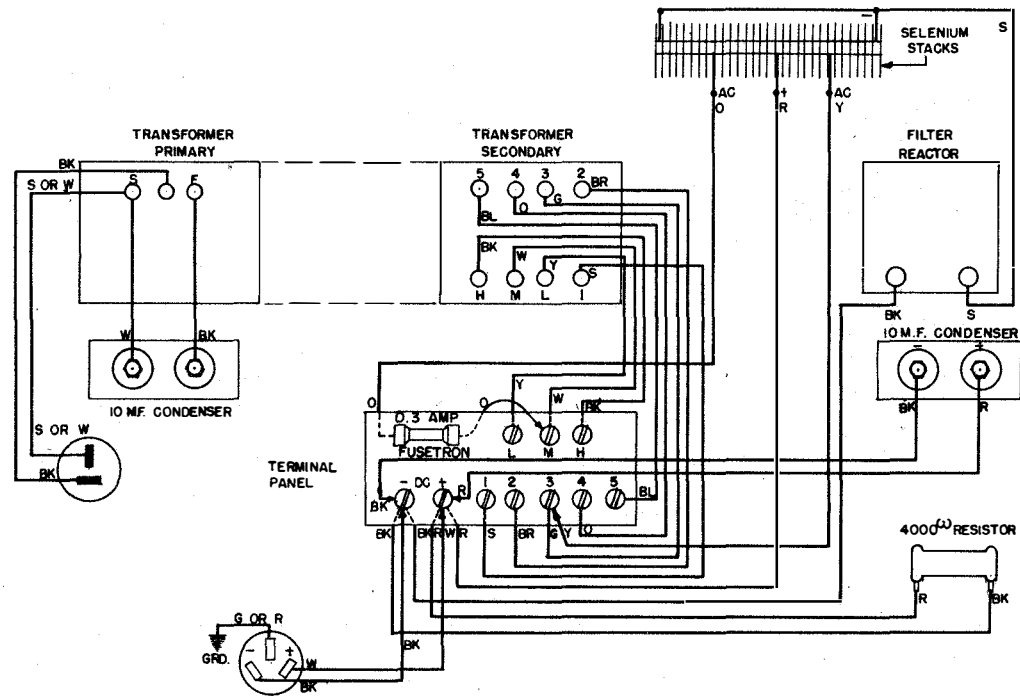 S
SELENIUM
STACKS
−
AC
O
+
R
AC
Y
TRANSFORMER
PRIMARY
TRANSFORMER
SECONDARY
FILTER
REACTOR
BK
S OR W
S
F
5 4 3 2
BR
G
O
BL
BK
W
Y
S
H M L 1
BK
S
W
BK
10 M.F. CONDENSER
− +
10 MF. CONDENSER
BK
R
Y
W
BK
O
O
0.3 AMP
FUSETRON
L M H
S OR W
BK
TERMINAL
PANEL
− DC +
R
1 2 3 4 5
BL
BK
BK
BK R W R
S
BR
G Y
O
4000ω RESISTOR
R
BK
G OR R
GRD.
− +
W
BK
BK